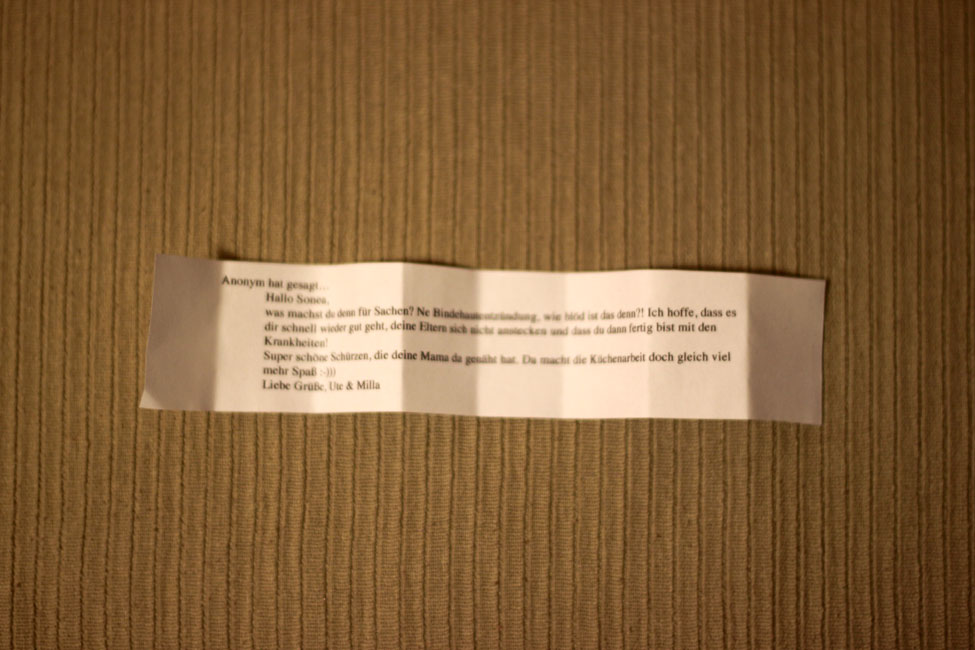 Anonym hat gesagt...
Hallo Sonea,
was machst du denn für Sachen? Ne Bindehautentzündung, wie blöd ist das denn?! Ich hoffe, dass es
dir schnell wieder gut geht, deine Eltern sich nicht anstecken und dass du dann fertig bist mit den
Krankheiten!
Super schöne Schürzen, die deine Mama da genäht hat. Da macht die Küchenarbeit doch gleich viel
mehr Spaß :-)))
Liebe Grüße, Ute & Milla